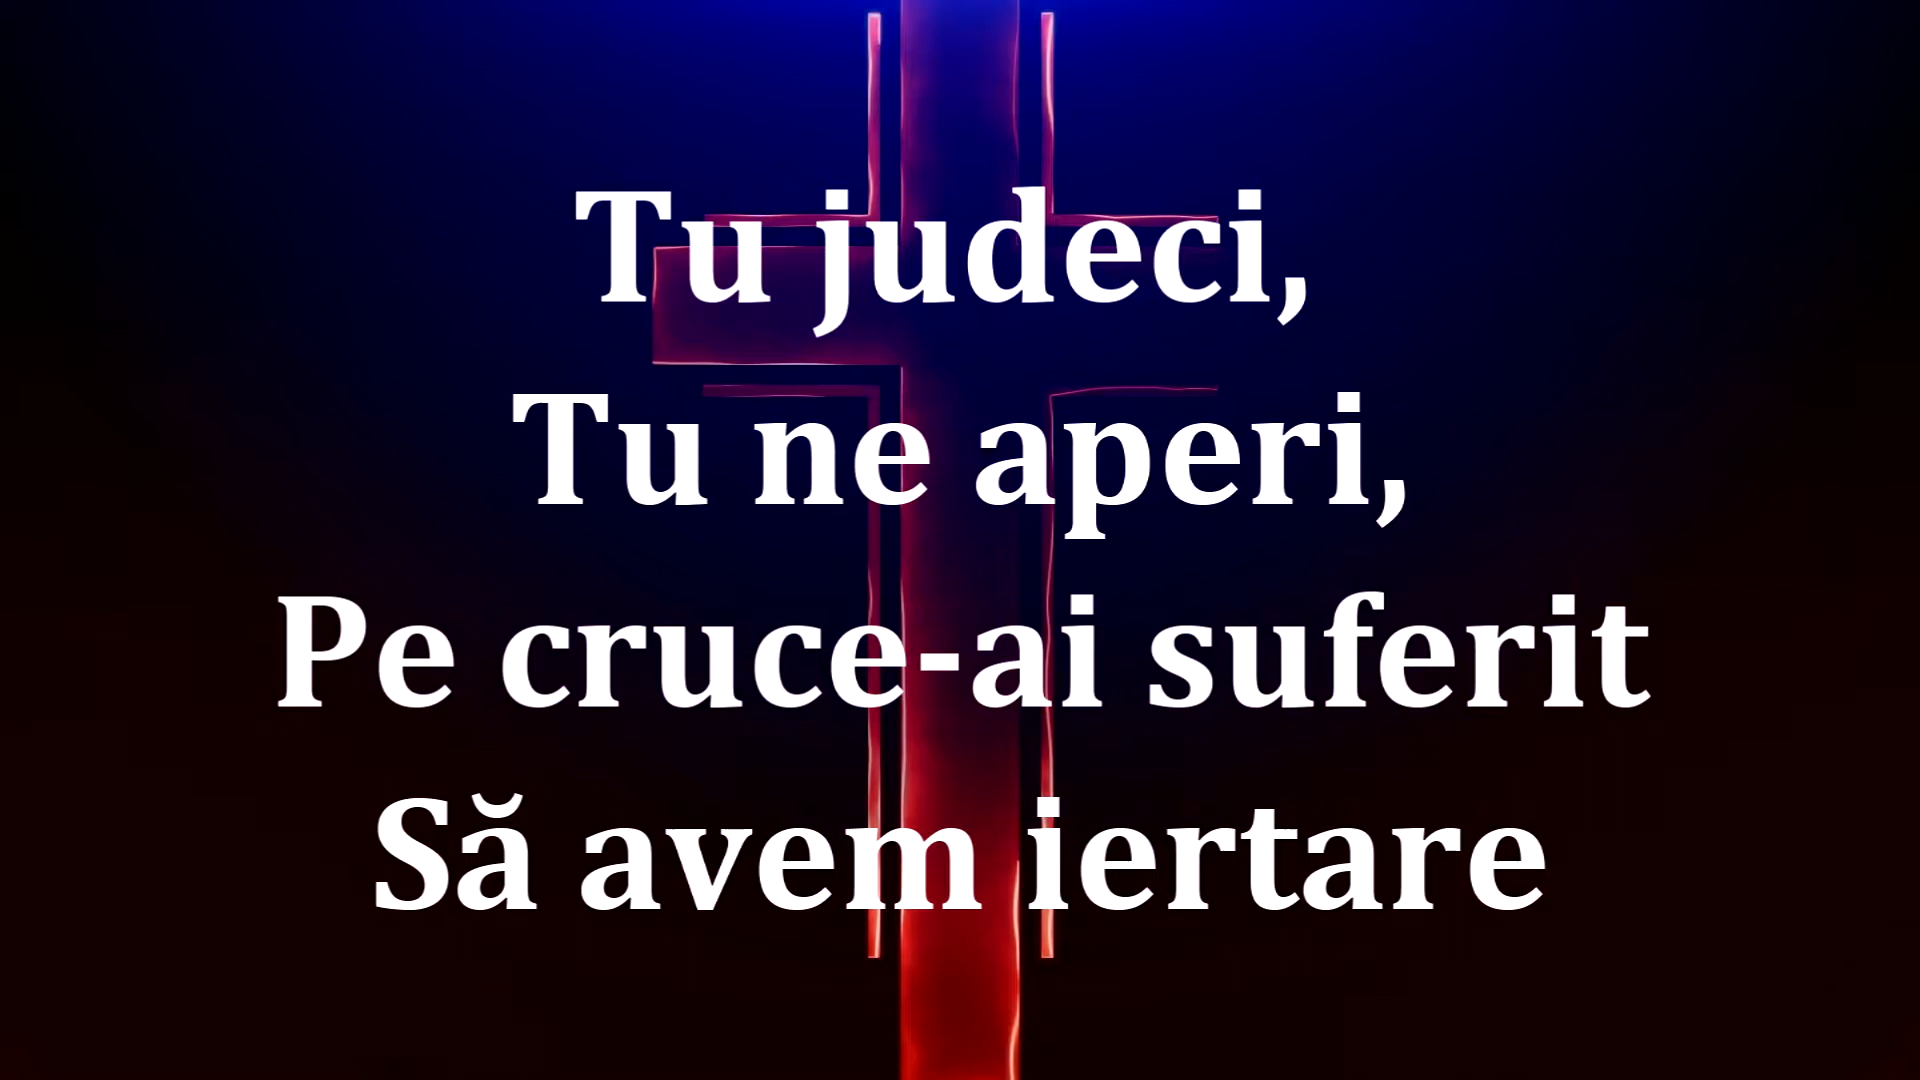 Tu judeci,
Tu ne aperi,
Pe cruce-ai suferit
Să avem iertare